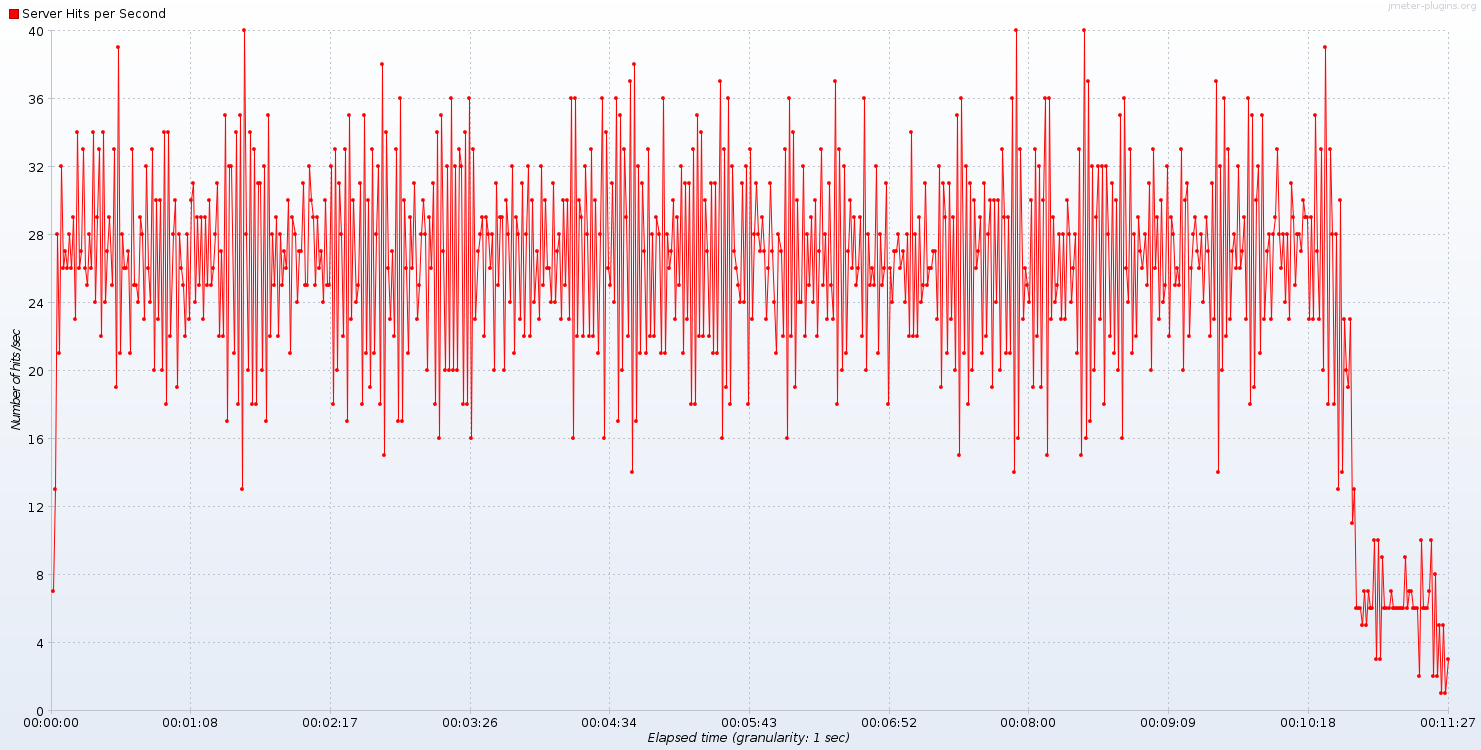 jmeter-plugins.org
Server Hits per Second
40
36
32
28
24
20
16
12
8
4
0
Number of hits /sec
00:00:00 00:01:08 00:02:17 00:03:26 00:04:34 00:05:43 00:06:52 00:08:00 00:09:09 00:10:18 00:11:27
Elapsed time (granularity: 1 sec)